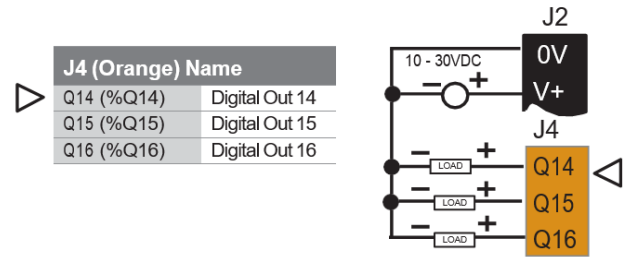 J4 (Orange) Name
Q14 (%Q14) Digital Out 14
Q15 (%Q15) Digital Out 15
Q16 (%Q16) Digital Out 16
J2
10 - 30VDC
0V
− +
V+
J4
− LOAD + Q14
− LOAD + Q15
− LOAD + Q16